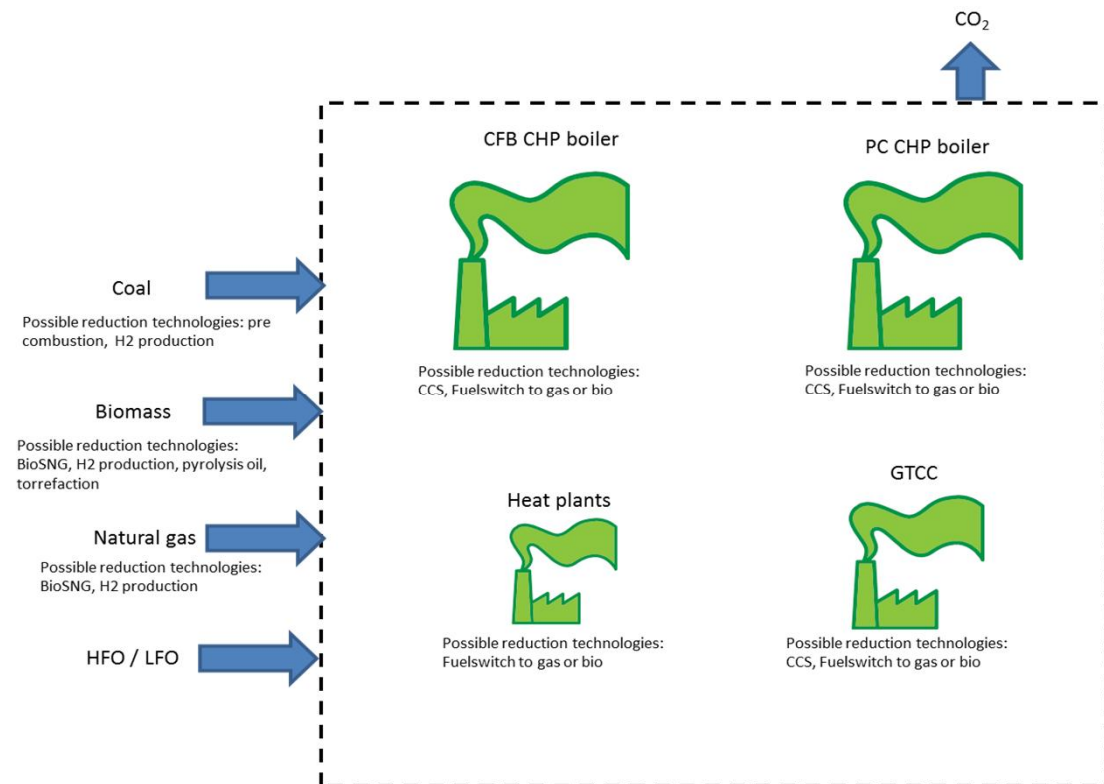 CO2
CFB CHP boiler
PC CHP boiler
Coal
Possible reduction technologies: pre
combustion, H2 production
Possible reduction technologies:
CCS, Fuelswitch to gas or bio
Possible reduction technologies:
CCS, Fuelswitch to gas or bio
Biomass
Possible reduction technologies:
BioSNG, H2 production, pyrolysis oil,
torrefaction
Heat plants
GTCC
Natural gas
Possible reduction technologies:
BioSNG, H2 production
HFO / LFO
Possible reduction technologies:
Fuelswitch to gas or bio
Possible reduction technologies:
CCS, Fuelswitch to gas or bio